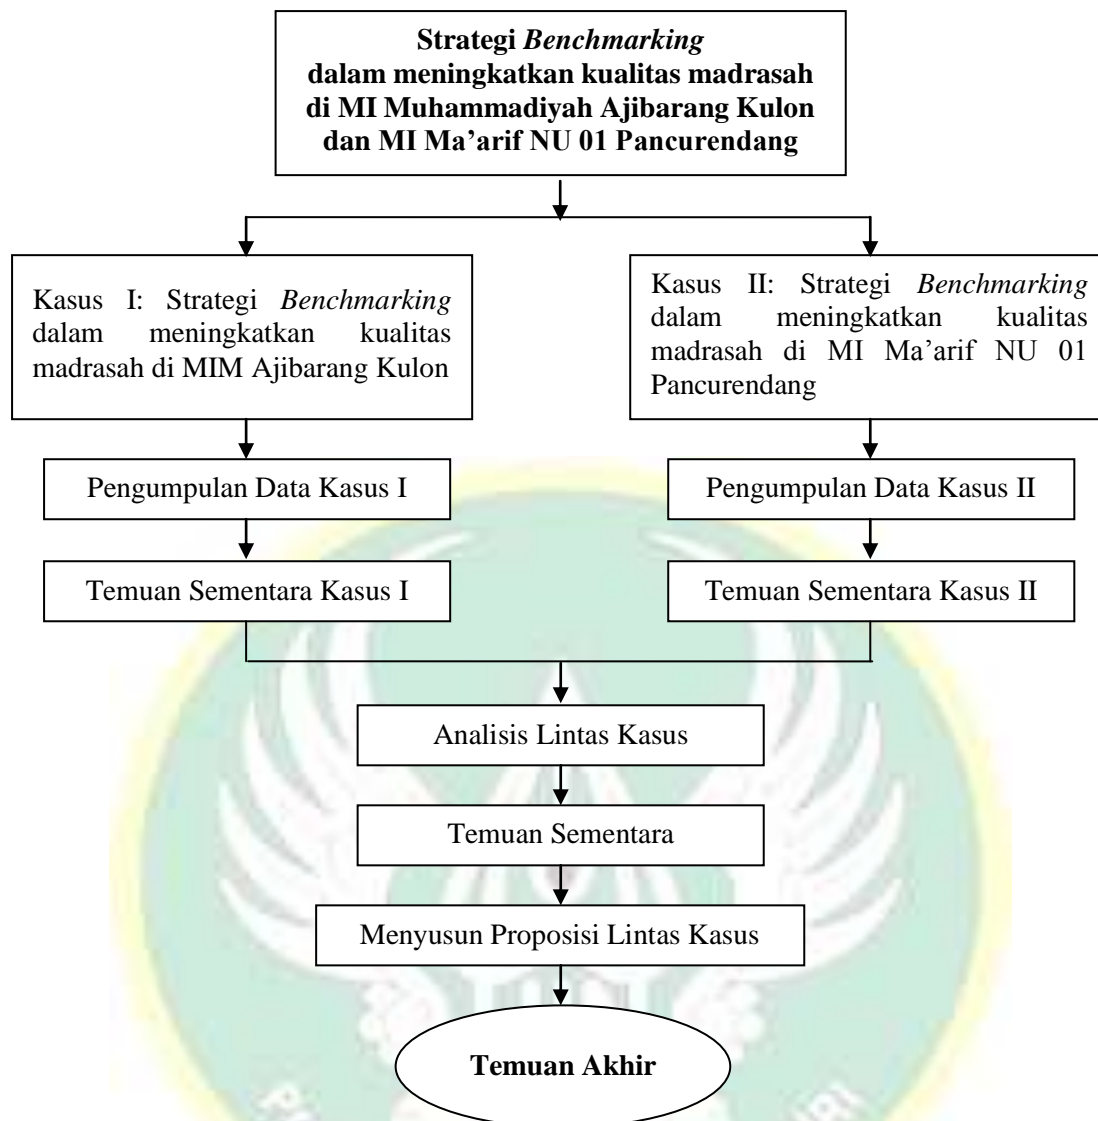 Strategi Benchmarking
dalam meningkatkan kualitas madrasah
di MI Muhammadiyah Ajibarang Kulon
dan MI Ma’arif NU 01 Pancurendang
Kasus I: Strategi Benchmarking
dalam meningkatkan kualitas
madrasah di MIM Ajibarang Kulon
Kasus II: Strategi Benchmarking
dalam meningkatkan kualitas
madrasah di MI Ma’arif NU 01
Pancurendang
Pengumpulan Data Kasus I
Pengumpulan Data Kasus II
Temuan Sementara Kasus I
Temuan Sementara Kasus II
Analisis Lintas Kasus
Temuan Sementara
Menyusun Proposisi Lintas Kasus
Temuan Akhir